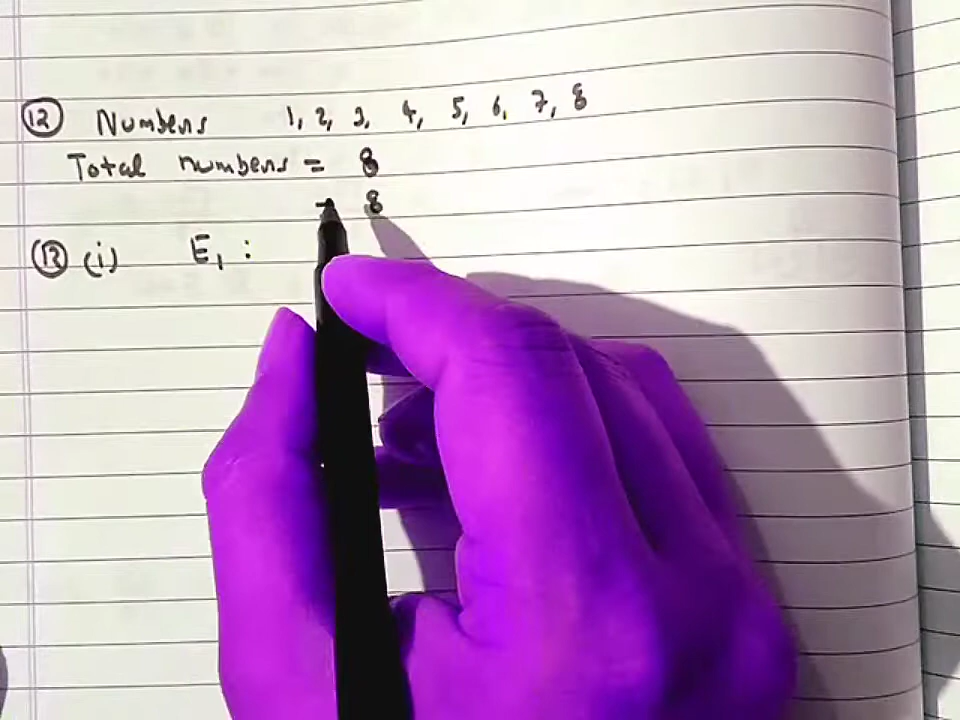 (12) Numbers 1, 2, 3, 4, 5, 6, 7, 8
Total numbers = 8
8
(13) (i) E₁ :